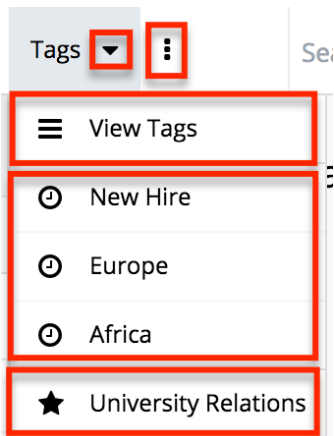 Tags
Sea
View Tags
New Hire
Europe
Africa
University Relations